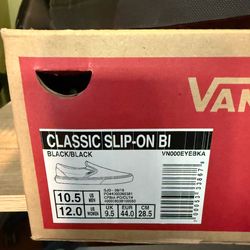 VANS
CLASSIC SLIP-ON BI
BLACK/BLACK
VN000EYEBKA
10.5
US MEN
12.0
US WOMEN
UK
9.5
EUR
44.0
CM
28.5